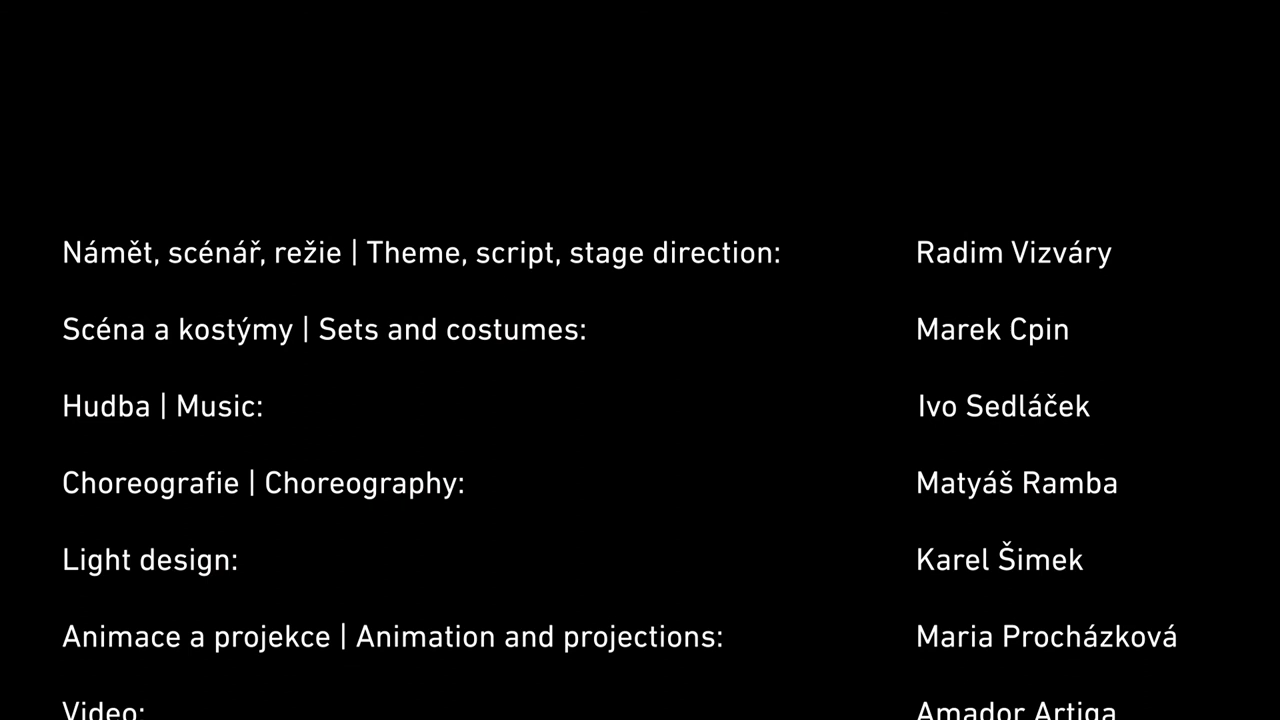 Námět, scénář, režie | Theme, script, stage direction: Radim Vizváry
Scéna a kostýmy | Sets and costumes: Marek Cpin
Hudba | Music: Ivo Sedláček
Choreografie | Choreography: Matyáš Ramba
Light design: Karel Šimek
Animace a projekce | Animation and projections: Maria Procházková
Video: Amador Artiga